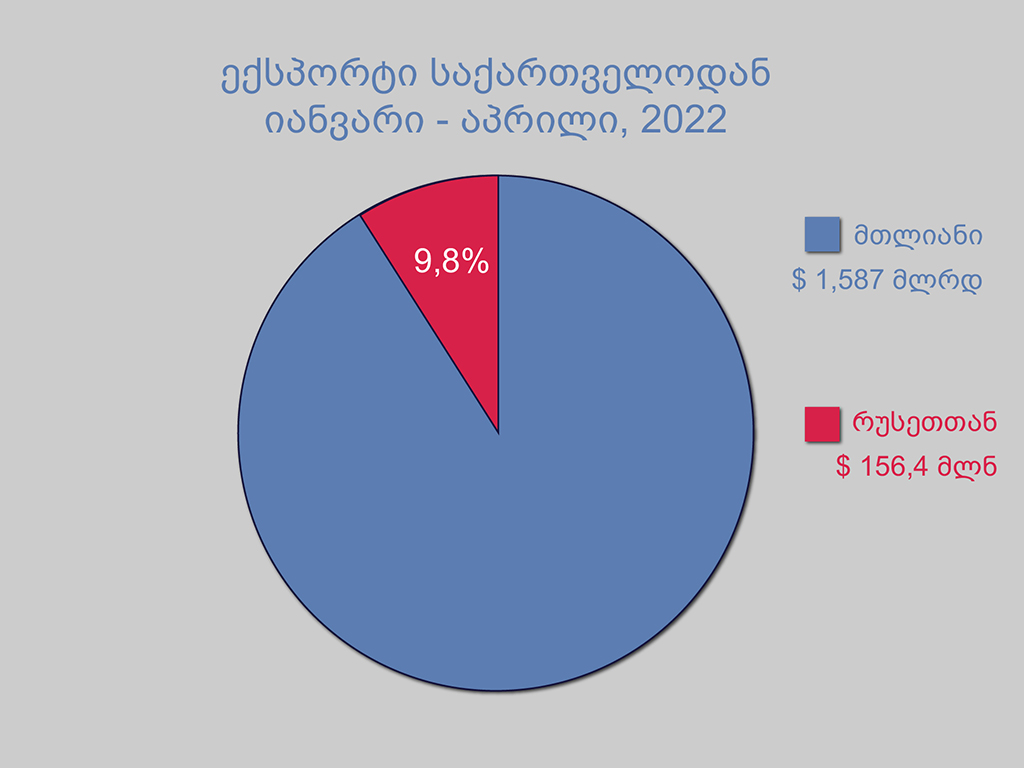 ექსპორტი საქართველოდან
იანვარი - აპრილი, 2022
9,8%
მთლიანი
$ 1,587 მლრდ
რუსეთთან
$ 156,4 მლნ